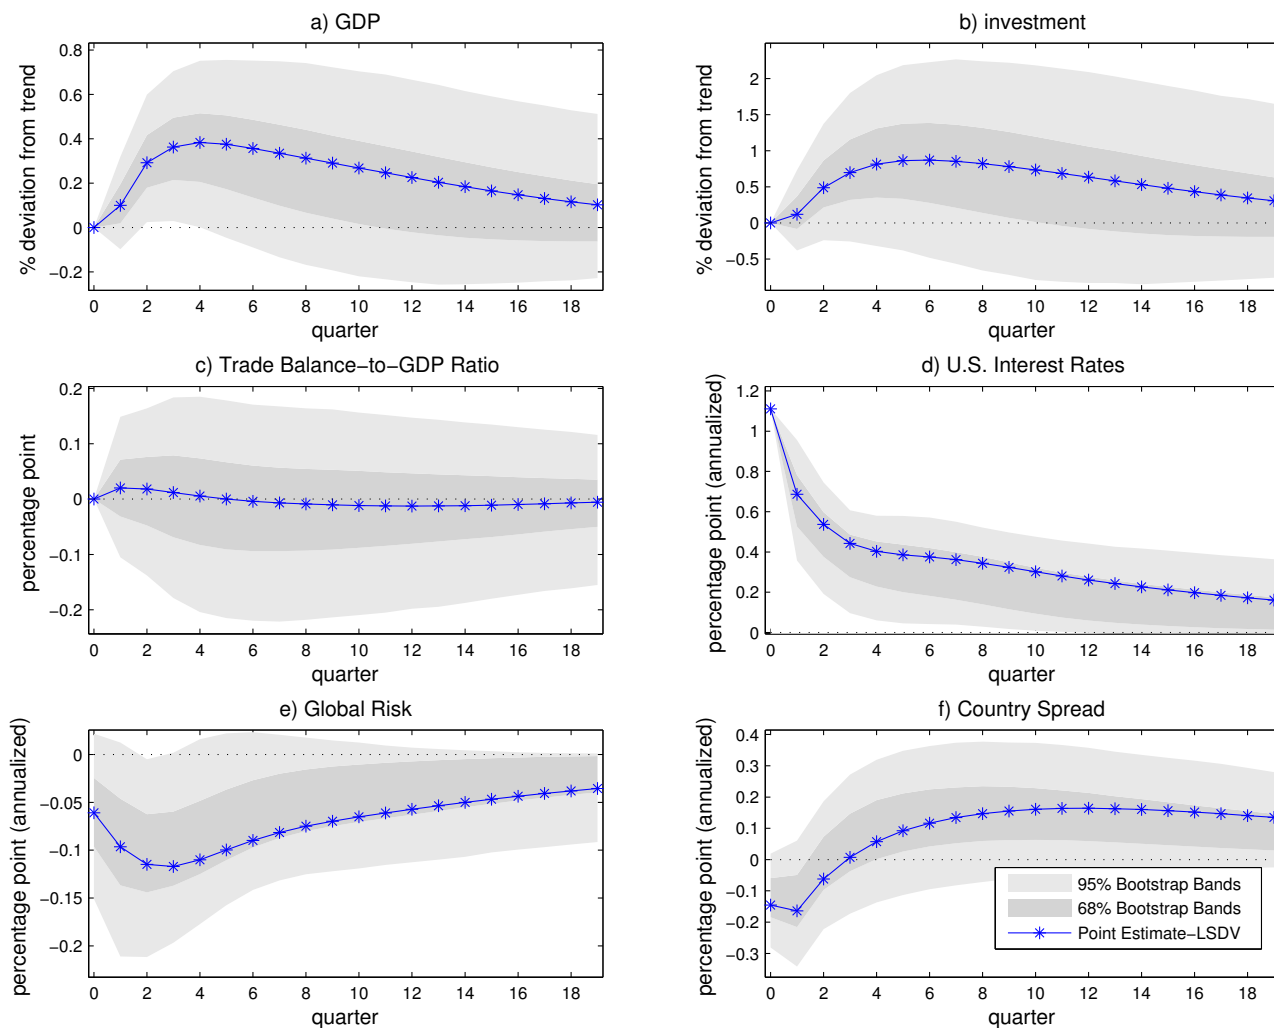 a) GDP
% deviation from trend
0.8
0.6
0.4
0.2
0
−0.2
0 2 4 6 8 10 12 14 16 18
quarter
b) investment
% deviation from trend
2
1.5
1
0.5
0
−0.5
0 2 4 6 8 10 12 14 16 18
quarter
c) Trade Balance−to−GDP Ratio
percentage point
0.2
0.1
0
−0.1
−0.2
0 2 4 6 8 10 12 14 16 18
quarter
d) U.S. Interest Rates
percentage point (annualized)
1.2
1
0.8
0.6
0.4
0.2
0
0 2 4 6 8 10 12 14 16 18
quarter
e) Global Risk
percentage point (annualized)
0
−0.05
−0.1
−0.15
−0.2
0 2 4 6 8 10 12 14 16 18
quarter
f) Country Spread
percentage point (annualized)
0.4
0.3
0.2
0.1
0
−0.1
−0.2
−0.3
0 2 4 6 8 10 12 14 16 18
quarter
95% Bootstrap Bands
68% Bootstrap Bands
Point Estimate−LSDV